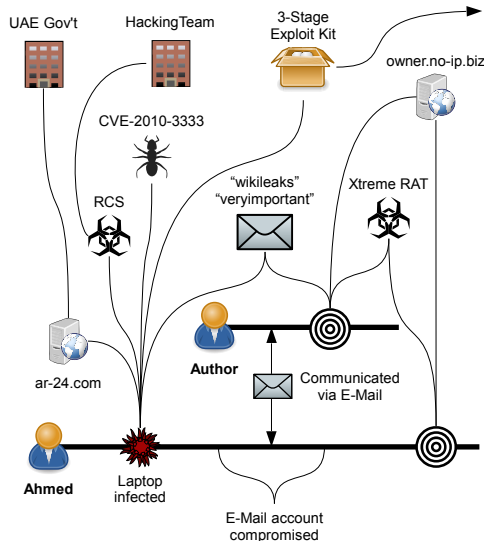 UAE Gov't
HackingTeam
3-Stage
Exploit Kit
owner.no-ip.biz
CVE-2010-3333
“wikileaks”
“veryimportant”
Xtreme RAT
RCS
ar-24.com
Author
Communicated
via E-Mail
Ahmed
Laptop
infected
E-Mail account
compromised